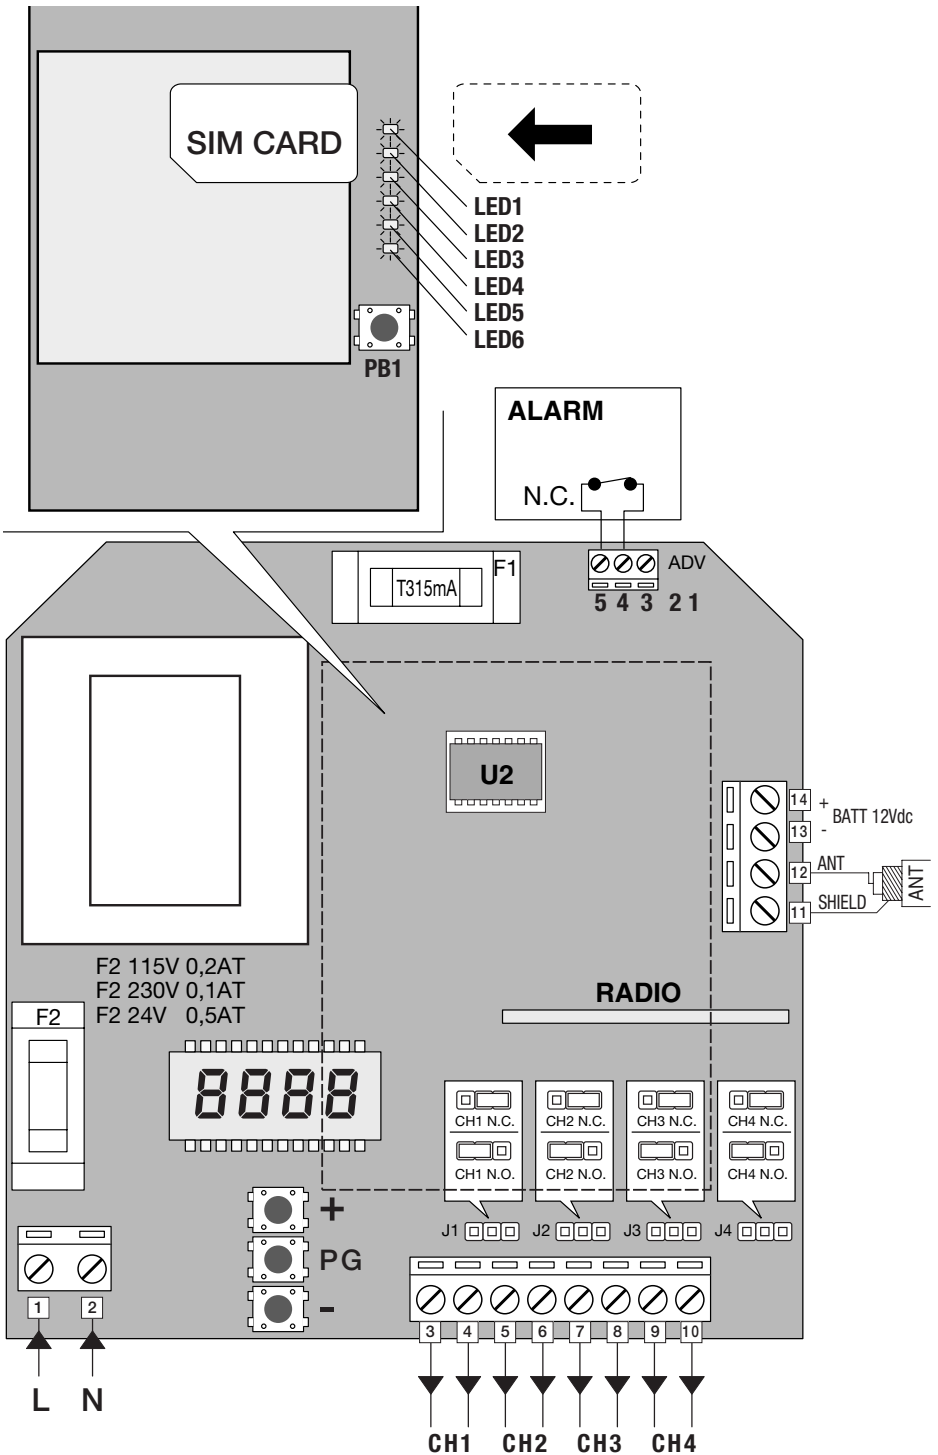 SIM CARD
LED1
LED2
LED3
LED4
LED5
LED6
PB1
ALARM
N.C.
T315mA
F1
ADV
5 4 3 2 1
U2
14 +
BATT 12Vdc
13 -
12 ANT
11 SHIELD
ANT
F2 115V 0,2AT
F2 230V 0,1AT
F2 24V 0,5AT
F2
RADIO
8888
CH1 N.C.
CH1 N.O.
CH2 N.C.
CH2 N.O.
CH3 N.C.
CH3 N.O.
CH4 N.C.
CH4 N.O.
J1
J2
J3
J4
+
PG
-
1 2
L N
3 4 5 6 7 8 9 10
CH1 CH2 CH3 CH4